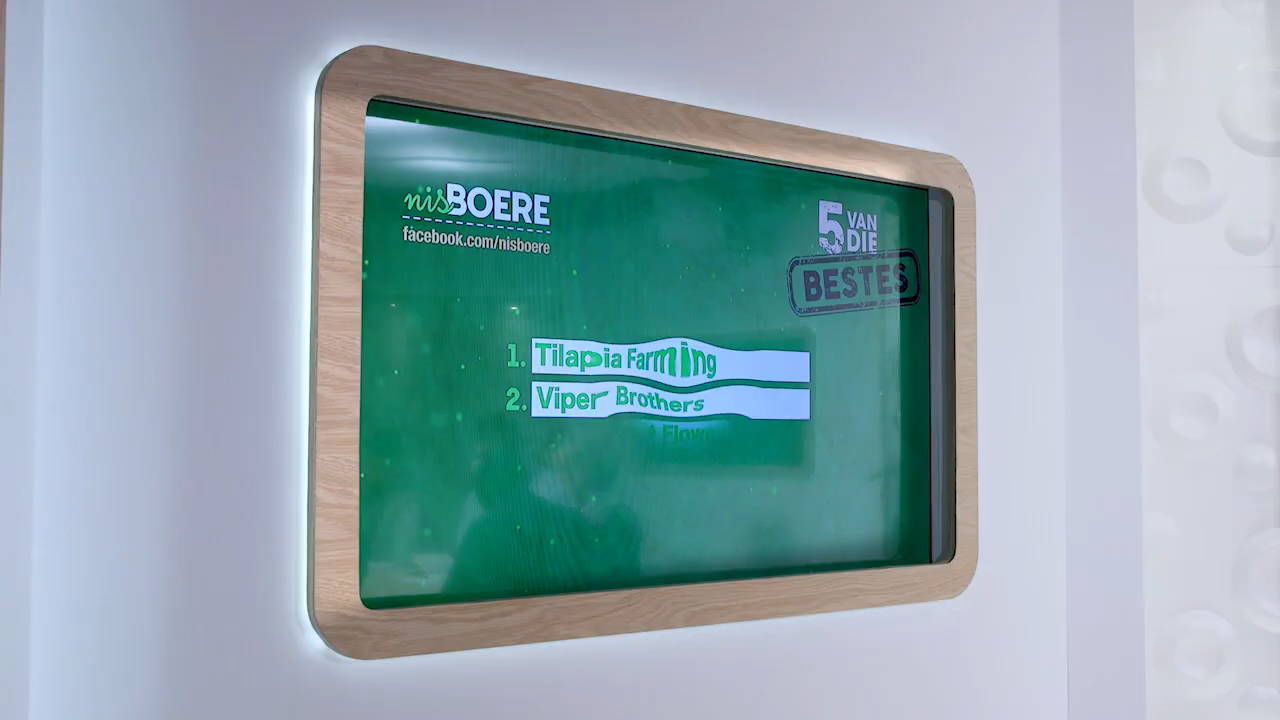 nisBOERE
facebook.com/nisboere
5 VAN DIE
BESTES
1. Tilapia Farming
2. Viper Brothers